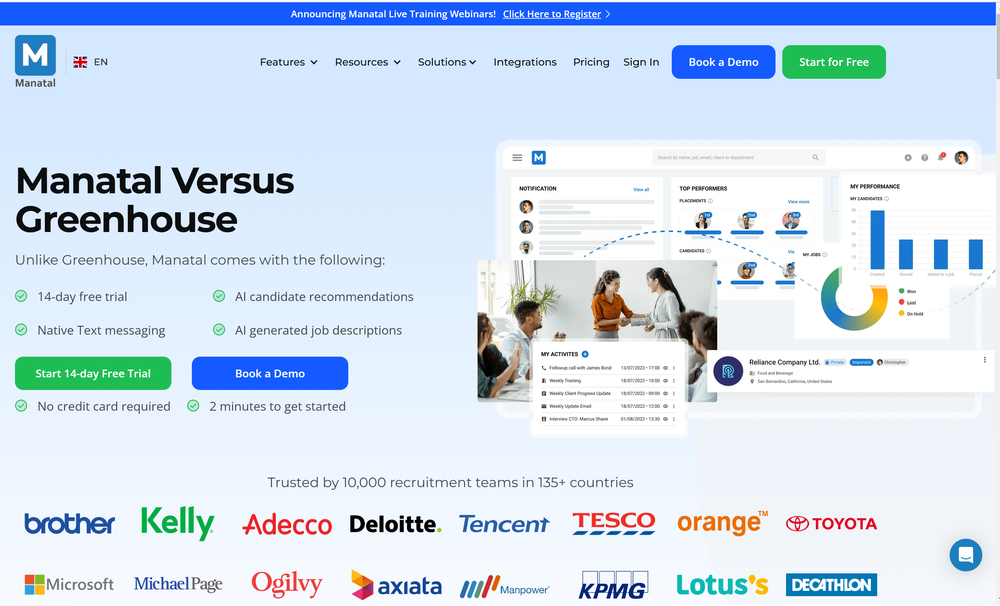 Announcing Manatal Live Training Webinars! Click Here to Register
M
Manatal
EN
Features
Resources
Solutions
Integrations
Pricing
Sign In
Book a Demo
Start for Free
Manatal Versus
Greenhouse
Unlike Greenhouse, Manatal comes with the following:
14-day free trial
AI candidate recommendations
Native Text messaging
AI generated job descriptions
Start 14-day Free Trial
Book a Demo
No credit card required
2 minutes to get started
M
Search by name, job, email, client or department
1
NOTIFICATION
View all
TOP PERFORMERS
PLACEMENTS
View more
1st
2nd
3rd
CANDIDATES
Vie
2nd
3
MY PERFORMANCE
MY CANDIDATES
50
40
30
20
10
0
Created
Owned
Added to a job
Placed
MY JOBS
Won
Lost
On Hold
MY ACTIVITES
Followup call with James Bond 13/07/2022 • 17:00
Weekly Training 18/07/2022 • 10:00
Weekly Client Progress Update 18/07/2022 • 09:00
Weekly Update Email 18/07/2022 • 12:00
Interview CTO: Marcus Shane 01/08/2022 • 13:30
Reliance Company Ltd. Private Important Christopher
Food and Beverage
San Bernardino, California, United States
Trusted by 10,000 recruitment teams in 135+ countries
brother
Kelly®
Adecco
Deloitte.
Tencent
TESCO
orange™
TOYOTA
Microsoft
MichaelPage
Ogilvy
axiata
Manpower®
KPMG
Lotus's
DECATHLON